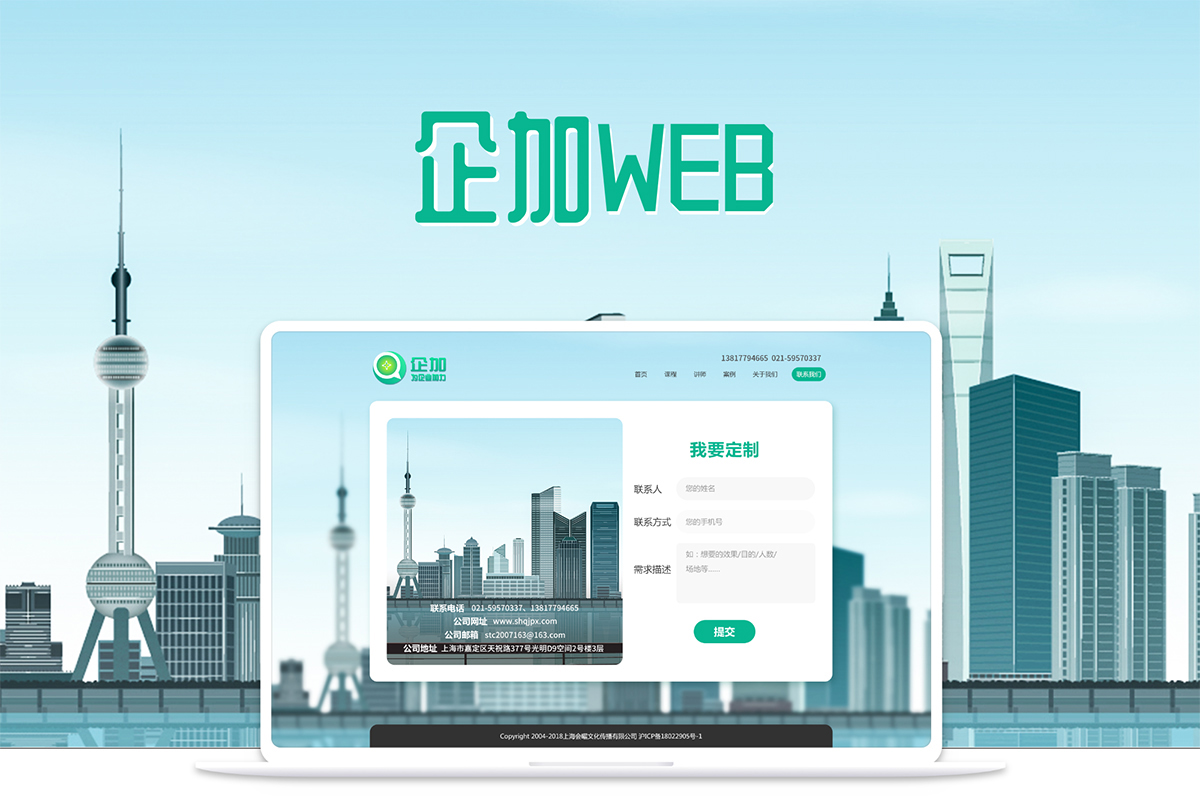 企加WEB
企加
为企业加力
13817794665 021-59570337
首页 课程 讲师 案例 关于我们 联系我们
我要定制
联系人 您的姓名
联系方式 您的手机号
需求描述 如：想要的效果/目的/人数/
场地等......
提交
联系电话 021-59570337、13817794665
公司网址 www.shqjpx.com
公司邮箱 stc2007163@163.com
公司地址 上海市嘉定区天祝路377号光明D9空间2号楼3层
Copyright 2004-2018上海会崛文化传播有限公司 沪ICP备18022905号-1